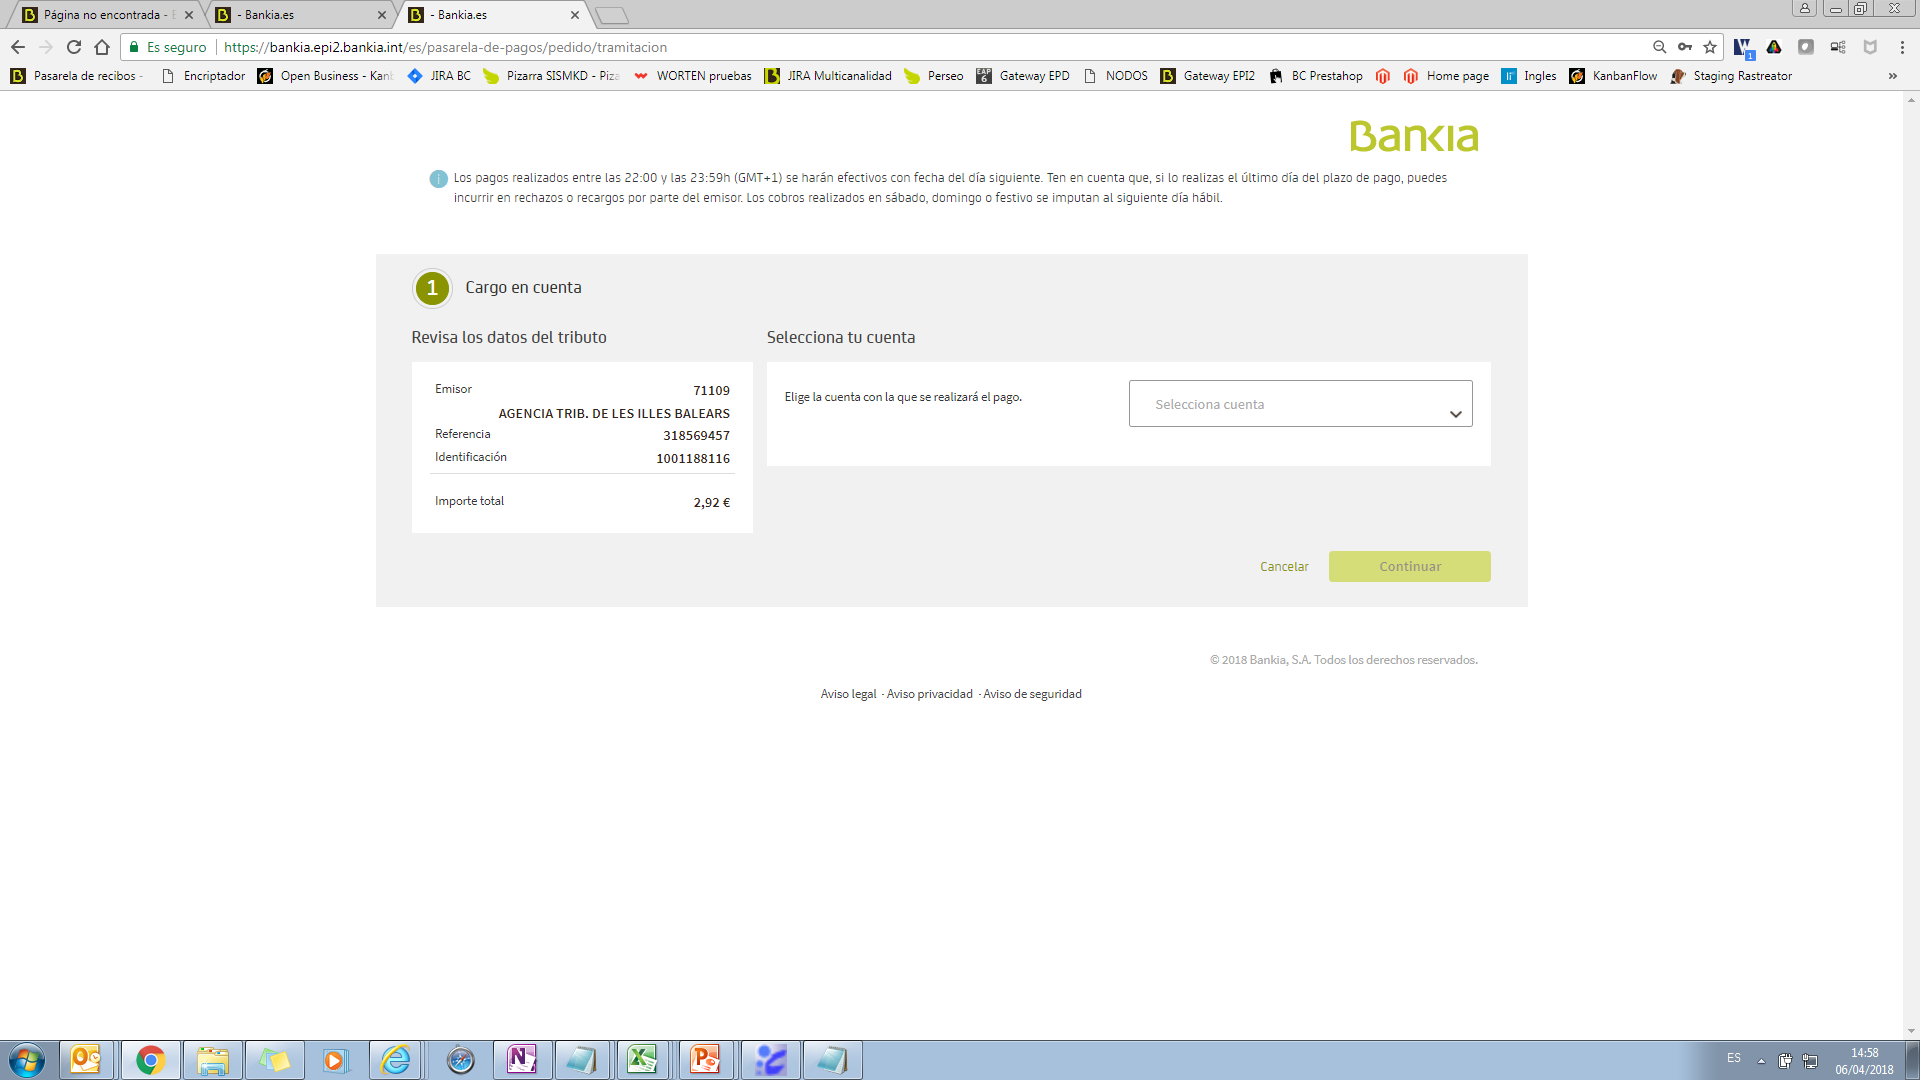 Página no encontrada -
- Bankia.es
- Bankia.es
Es seguro
https://bankia.epi2.bankia.int/es/pasarela-de-pagos/pedido/tramitacion
Pasarela de recibos -
Encriptador
Open Business - Kanb
JIRA BC
Pizarra SISMKD - Piza
WORTEN pruebas
JIRA Multicanalidad
Perseo
Gateway EPD
NODOS
Gateway EPI2
BC Prestahop
Home page
Ingles
KanbanFlow
Staging Rastreator
»
Bankia
Los pagos realizados entre las 22:00 y las 23:59h (GMT+1) se harán efectivos con fecha del día siguiente. Ten en cuenta que, si lo realizas el último día del plazo de pago, puedes
incurrir en rechazos o recargos por parte del emisor. Los cobros realizados en sábado, domingo o festivo se imputan al siguiente día hábil.
1 Cargo en cuenta
Revisa los datos del tributo
Emisor 71109
AGENCIA TRIB. DE LES ILLES BALEARS
Referencia 318569457
Identificación 1001188116
Importe total 2,92 €
Selecciona tu cuenta
Elige la cuenta con la que se realizará el pago.
Selecciona cuenta
Cancelar
Continuar
© 2018 Bankia, S.A. Todos los derechos reservados.
Aviso legal · Aviso privacidad · Aviso de seguridad
ES
14:58
06/04/2018